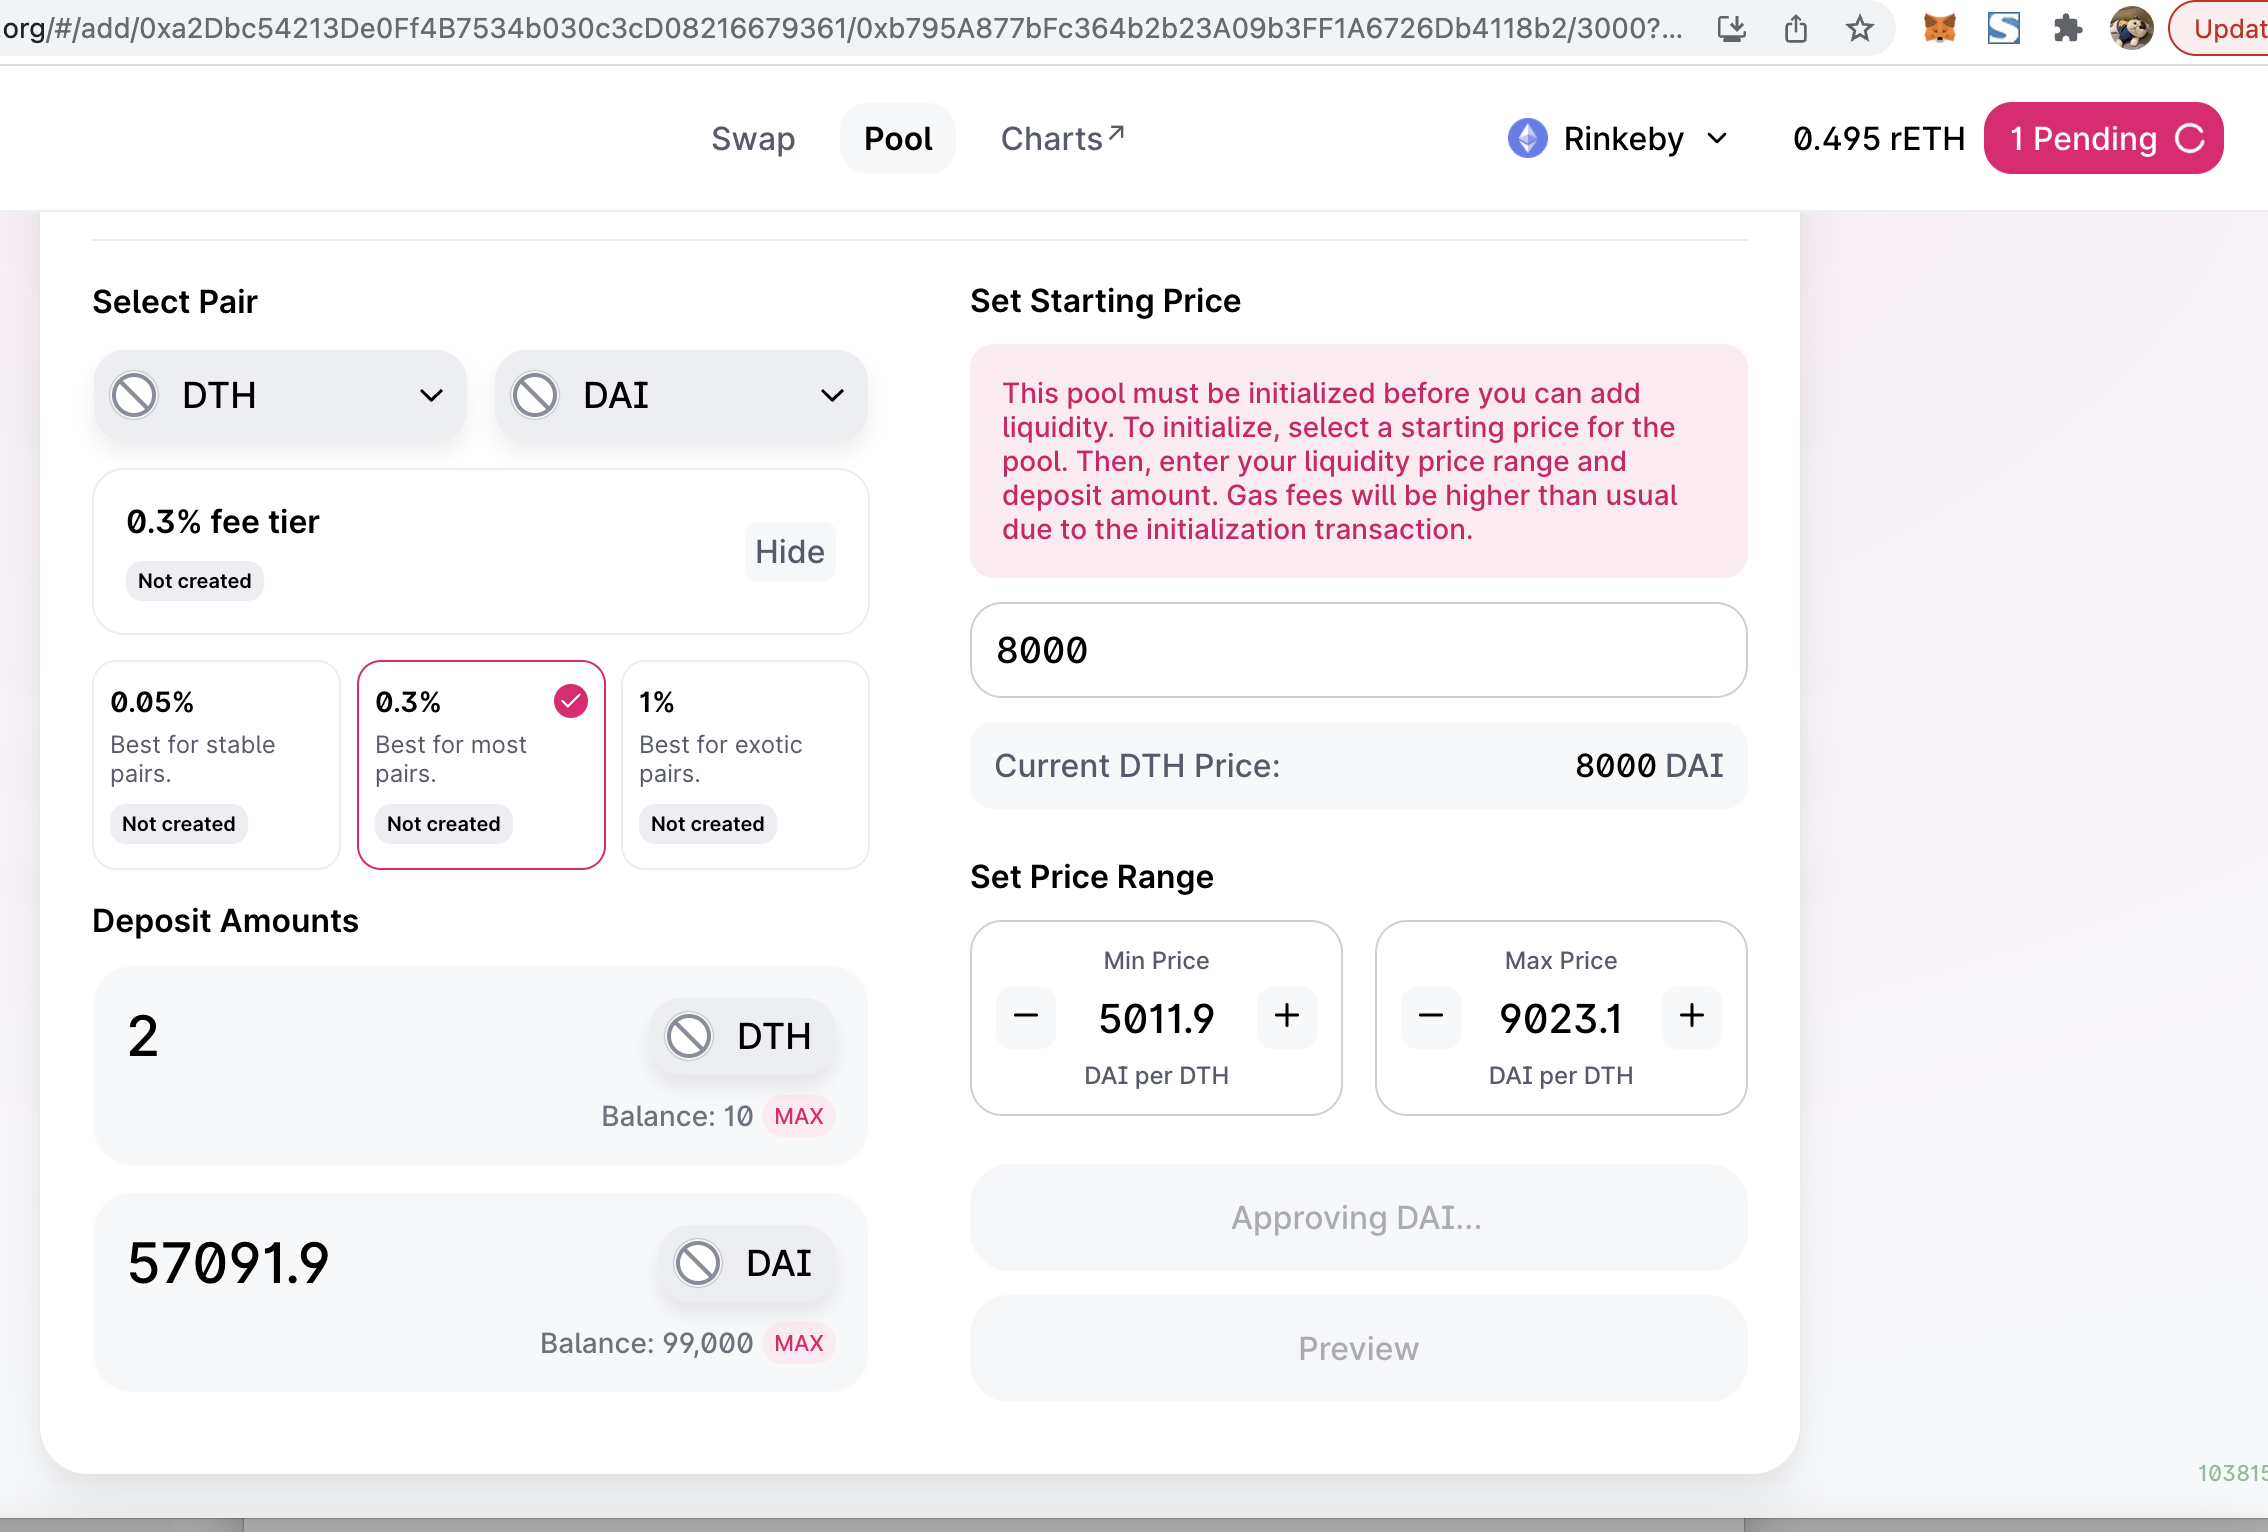 .org/#/add/0xa2Dbc54213De0Ff4B7534b030c3cD08216679361/0xb795A877bFc364b2b23A09b3FF1A6726Db4118b2/3000?...
Updat
Swap
Pool
Charts↗
Rinkeby
0.495 rETH
1 Pending
Select Pair
DTH
DAI
0.3% fee tier
Not created
Hide
0.05%
Best for stable
pairs.
Not created
0.3%
Best for most
pairs.
Not created
1%
Best for exotic
pairs.
Not created
Deposit Amounts
2
DTH
Balance: 10 MAX
57091.9
DAI
Balance: 99,000 MAX
Set Starting Price
This pool must be initialized before you can add
liquidity. To initialize, select a starting price for the
pool. Then, enter your liquidity price range and
deposit amount. Gas fees will be higher than usual
due to the initialization transaction.
8000
Current DTH Price:
8000 DAI
Set Price Range
Min Price
− 5011.9 +
DAI per DTH
Max Price
− 9023.1 +
DAI per DTH
Approving DAI...
Preview
103815